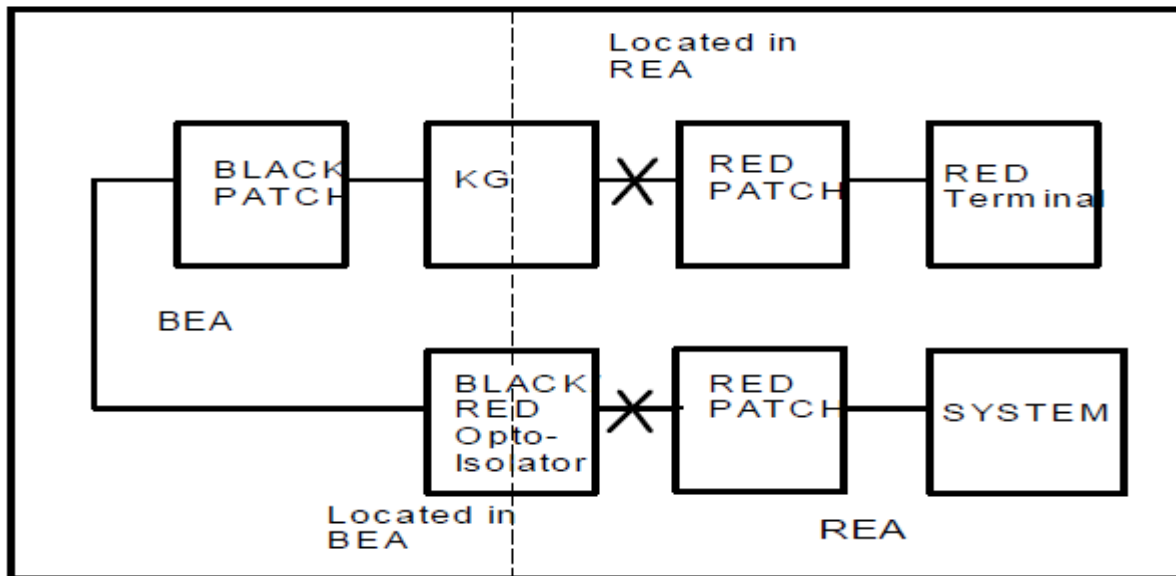 Located in
REA
BLACK
PATCH
KG
RED
PATCH
RED
Terminal
BEA
BLACK/
RED
Opto-
Isolator
RED
PATCH
SYSTEM
Located in
BEA
REA